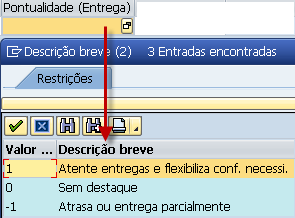 Pontualidade (Entrega)
Descrição breve (2) 3 Entradas encontradas
Restrições
Valor ... Descrição breve
1 Atente entregas e flexibiliza conf. necessi.
0 Sem destaque
-1 Atrasa ou entrega parcialmente